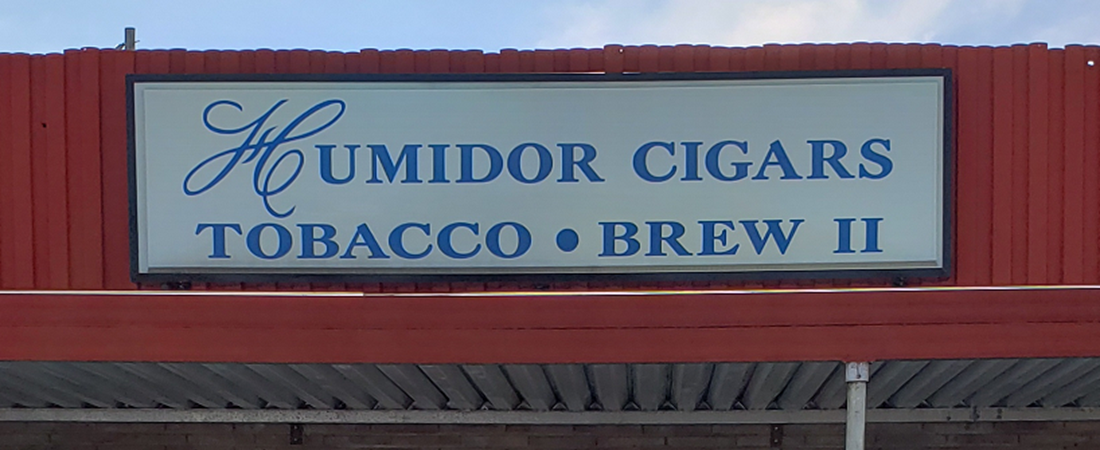 HUMIDOR CIGARS
TOBACCO • BREW II